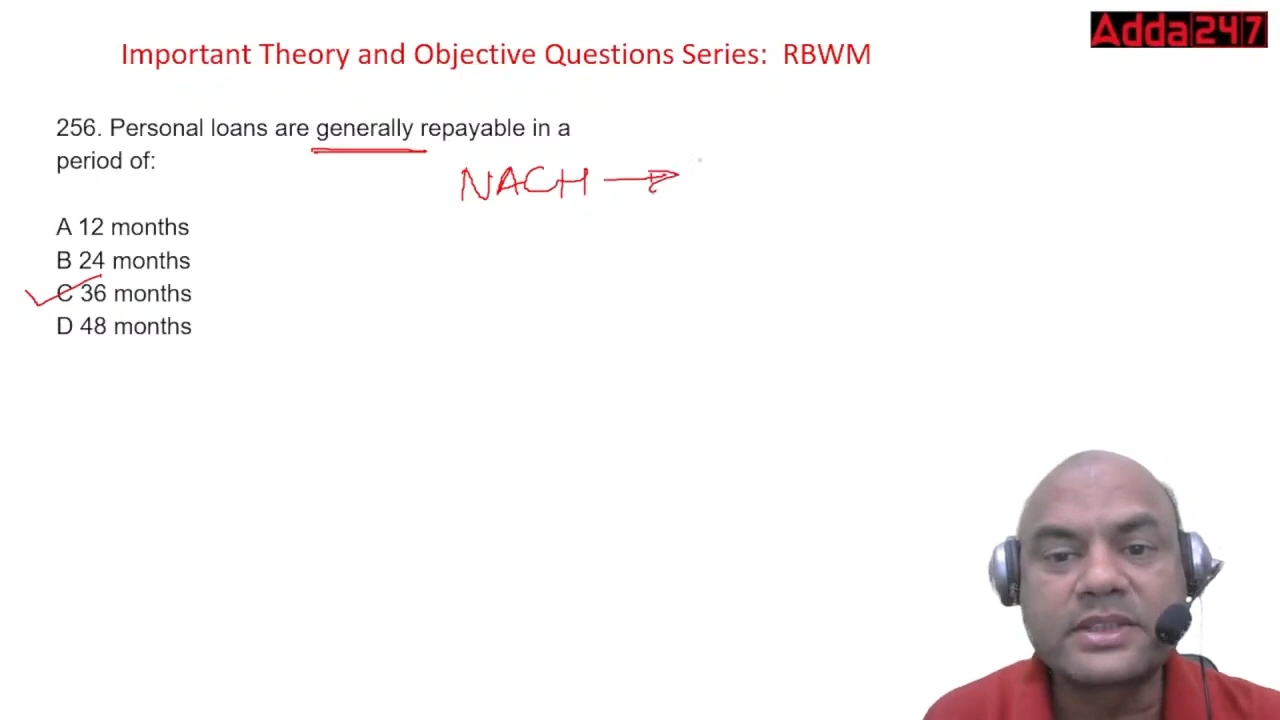 Adda247
Important Theory and Objective Questions Series: RBWM
256. Personal loans are generally repayable in a
period of:
NACH
A 12 months
B 24 months
C 36 months
D 48 months